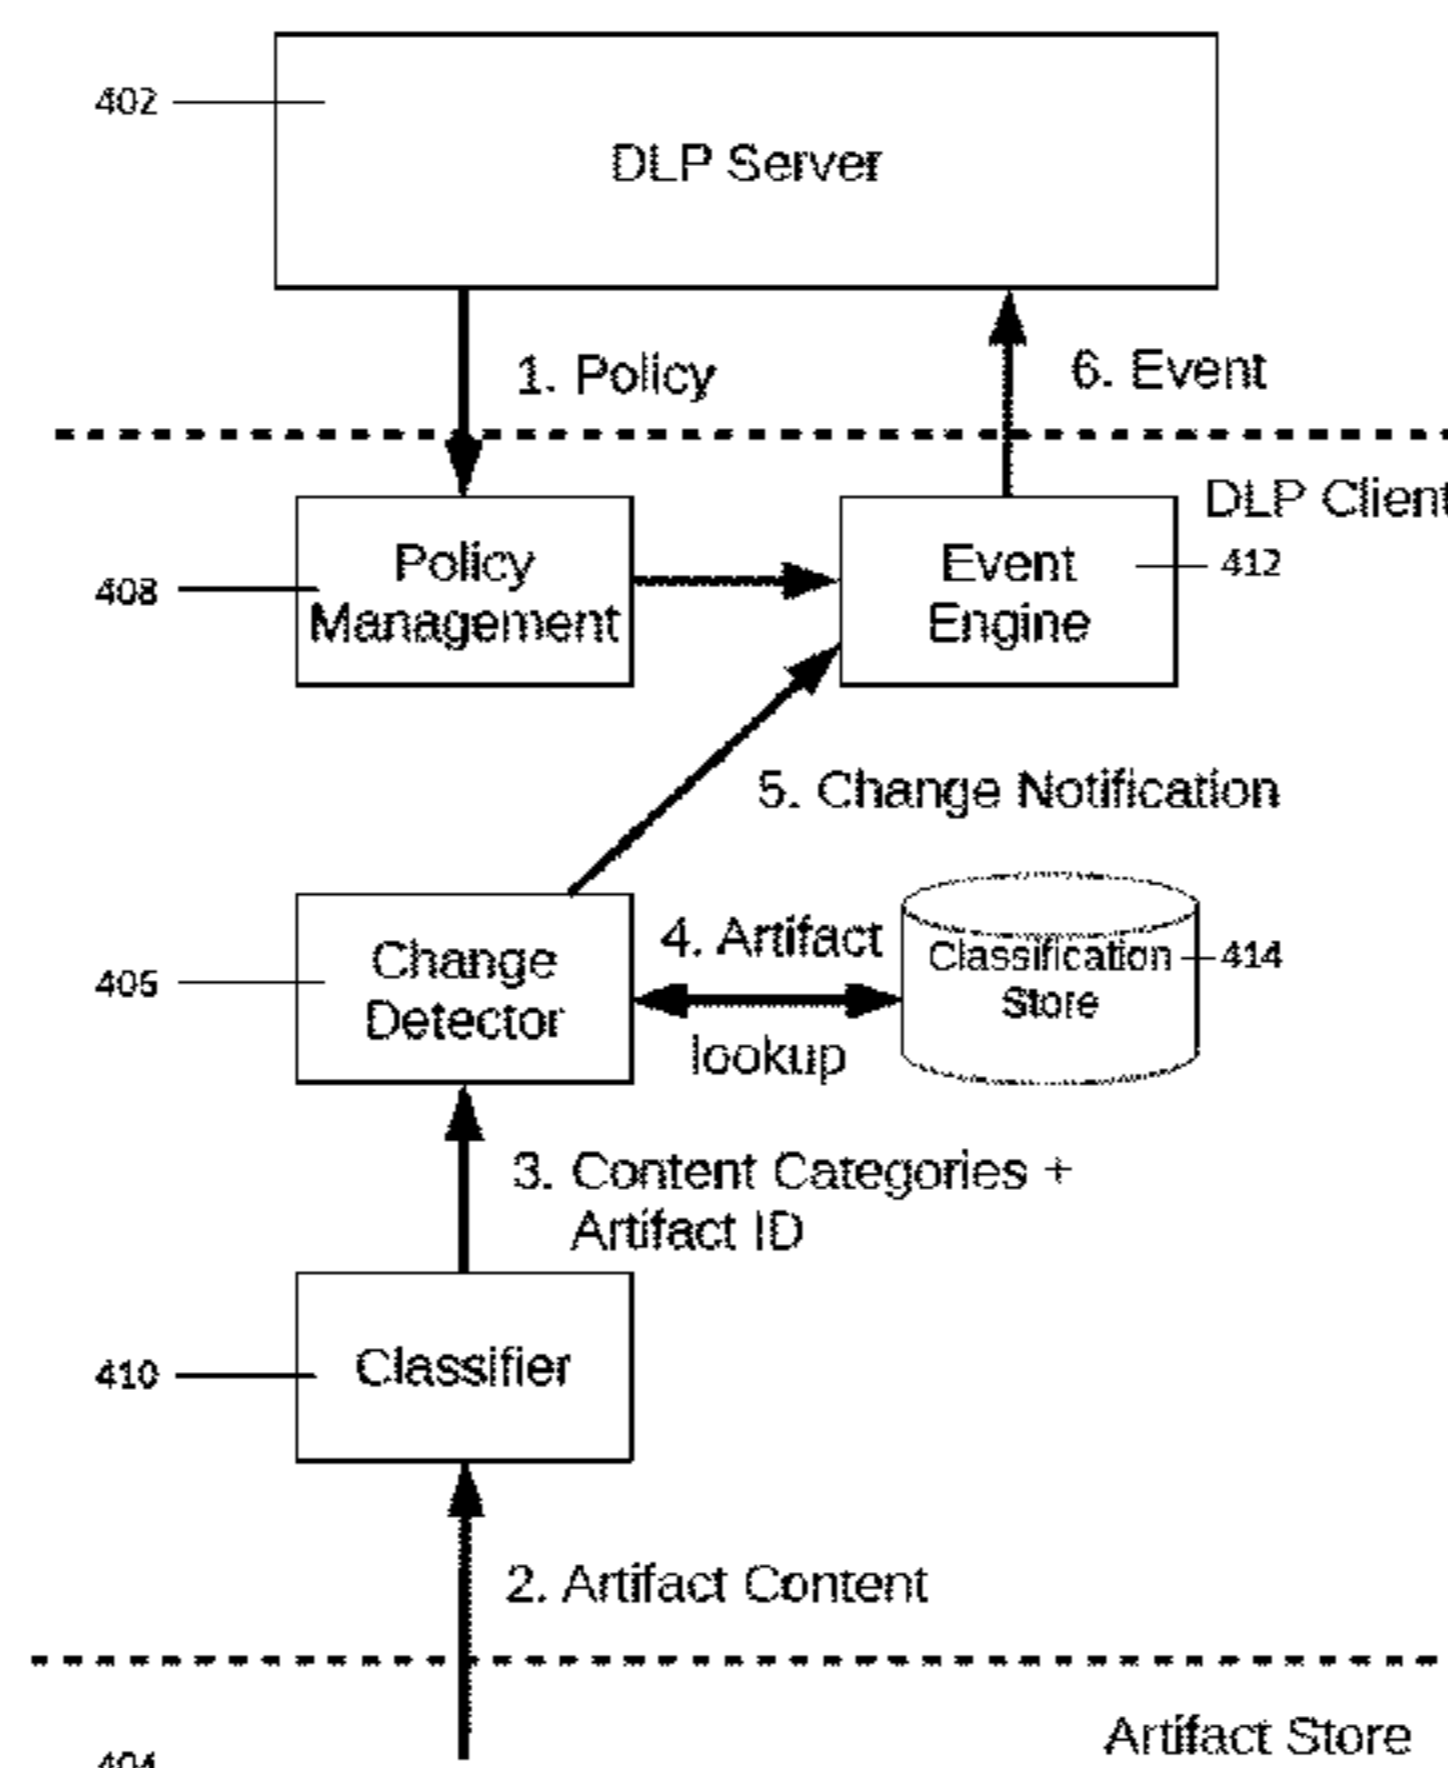 402
DLP Server
1. Policy
6. Event
DLP Client
Policy
Management
408
Event
Engine
412
5. Change Notification
Change
Detector
406
4. Artifact
lookup
Classification
Store
414
3. Content Categories +
Artifact ID
Classifier
410
2. Artifact Content
Artifact Store